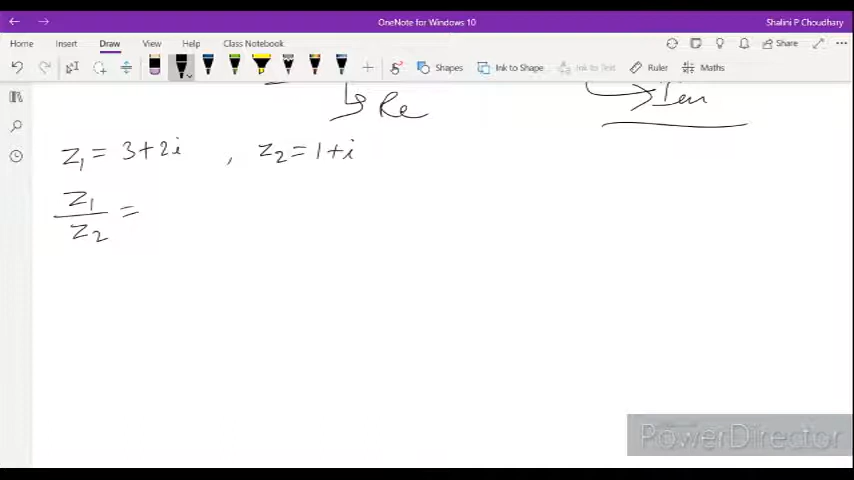 OneNote for Windows 10
Shalini P Choudhary
Home Insert Draw View Help Class Notebook Share
Shapes Ink to Shape Ink to Text Ruler Maths
Re Im
z₁ = 3+2i , z₂ = 1+i
z₁
=
z₂
PowerDirector